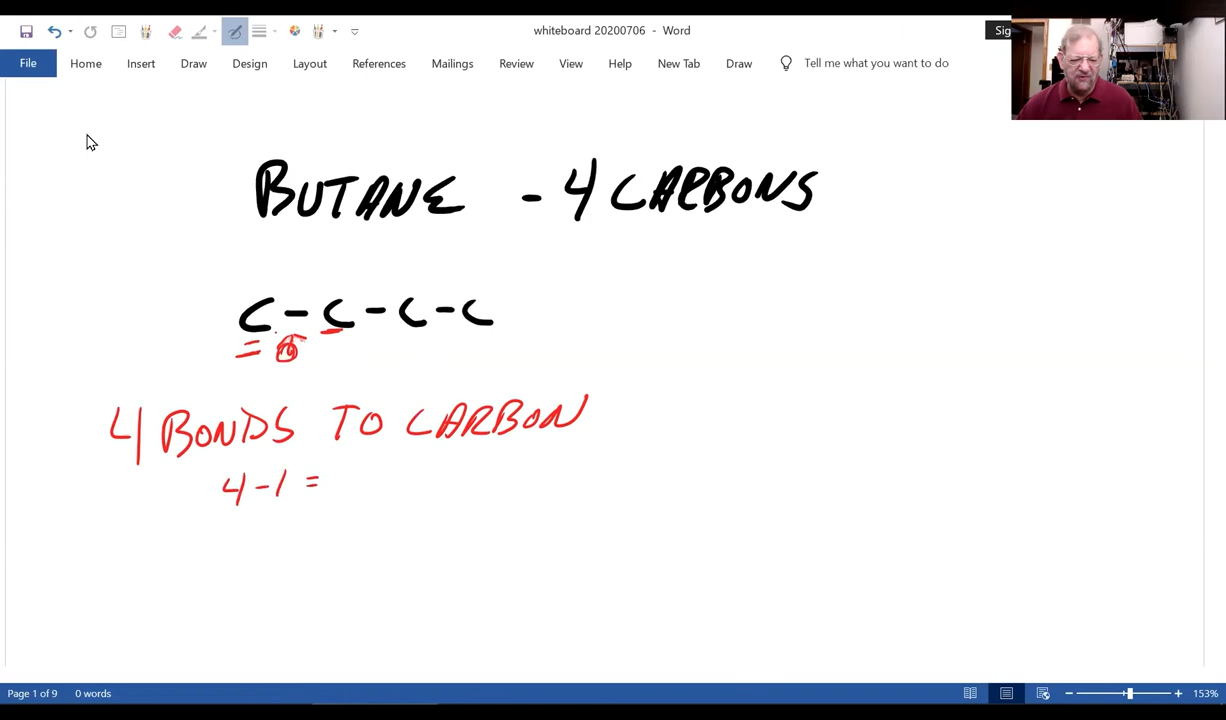 whiteboard 20200706 - Word
Sig
File Home Insert Draw Design Layout References Mailings Review View Help New Tab Draw Tell me what you want to do
BUTANE - 4 CARBONS
C - C - C - C
4 BONDS TO CARBON
4 - 1 =
Page 1 of 9 0 words 153%